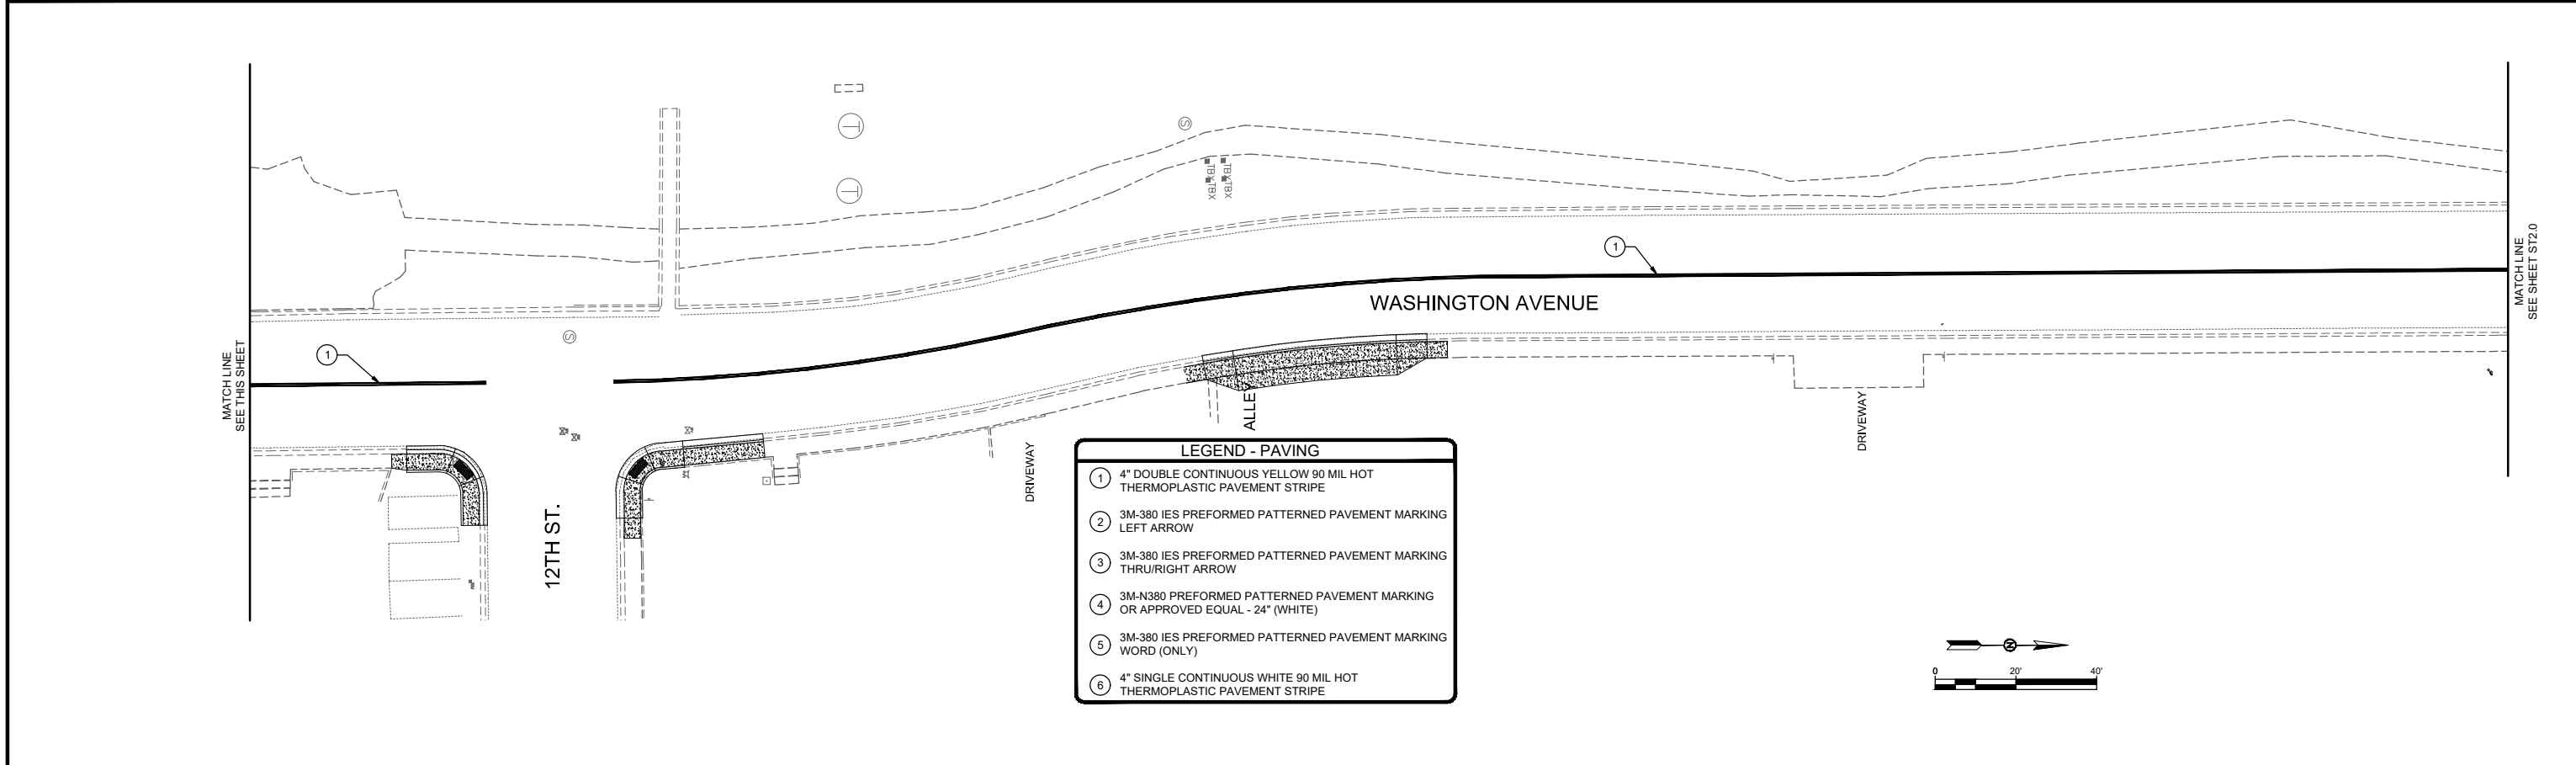 MATCH LINE
SEE THIS SHEET
1
S
T
T
S
TBX
TBX
TBX
TBX
1
WASHINGTON AVENUE
MATCH LINE
SEE SHEET ST2.0
12TH ST.
DRIVEWAY
ALLE
DRIVEWAY
LEGEND - PAVING
1 4" DOUBLE CONTINUOUS YELLOW 90 MIL HOT
THERMOPLASTIC PAVEMENT STRIPE
2 3M-380 IES PREFORMED PATTERNED PAVEMENT MARKING
LEFT ARROW
3 3M-380 IES PREFORMED PATTERNED PAVEMENT MARKING
THRU/RIGHT ARROW
4 3M-N380 PREFORMED PATTERNED PAVEMENT MARKING
OR APPROVED EQUAL - 24" (WHITE)
5 3M-380 IES PREFORMED PATTERNED PAVEMENT MARKING
WORD (ONLY)
6 4" SINGLE CONTINUOUS WHITE 90 MIL HOT
THERMOPLASTIC PAVEMENT STRIPE
N
0 20' 40'